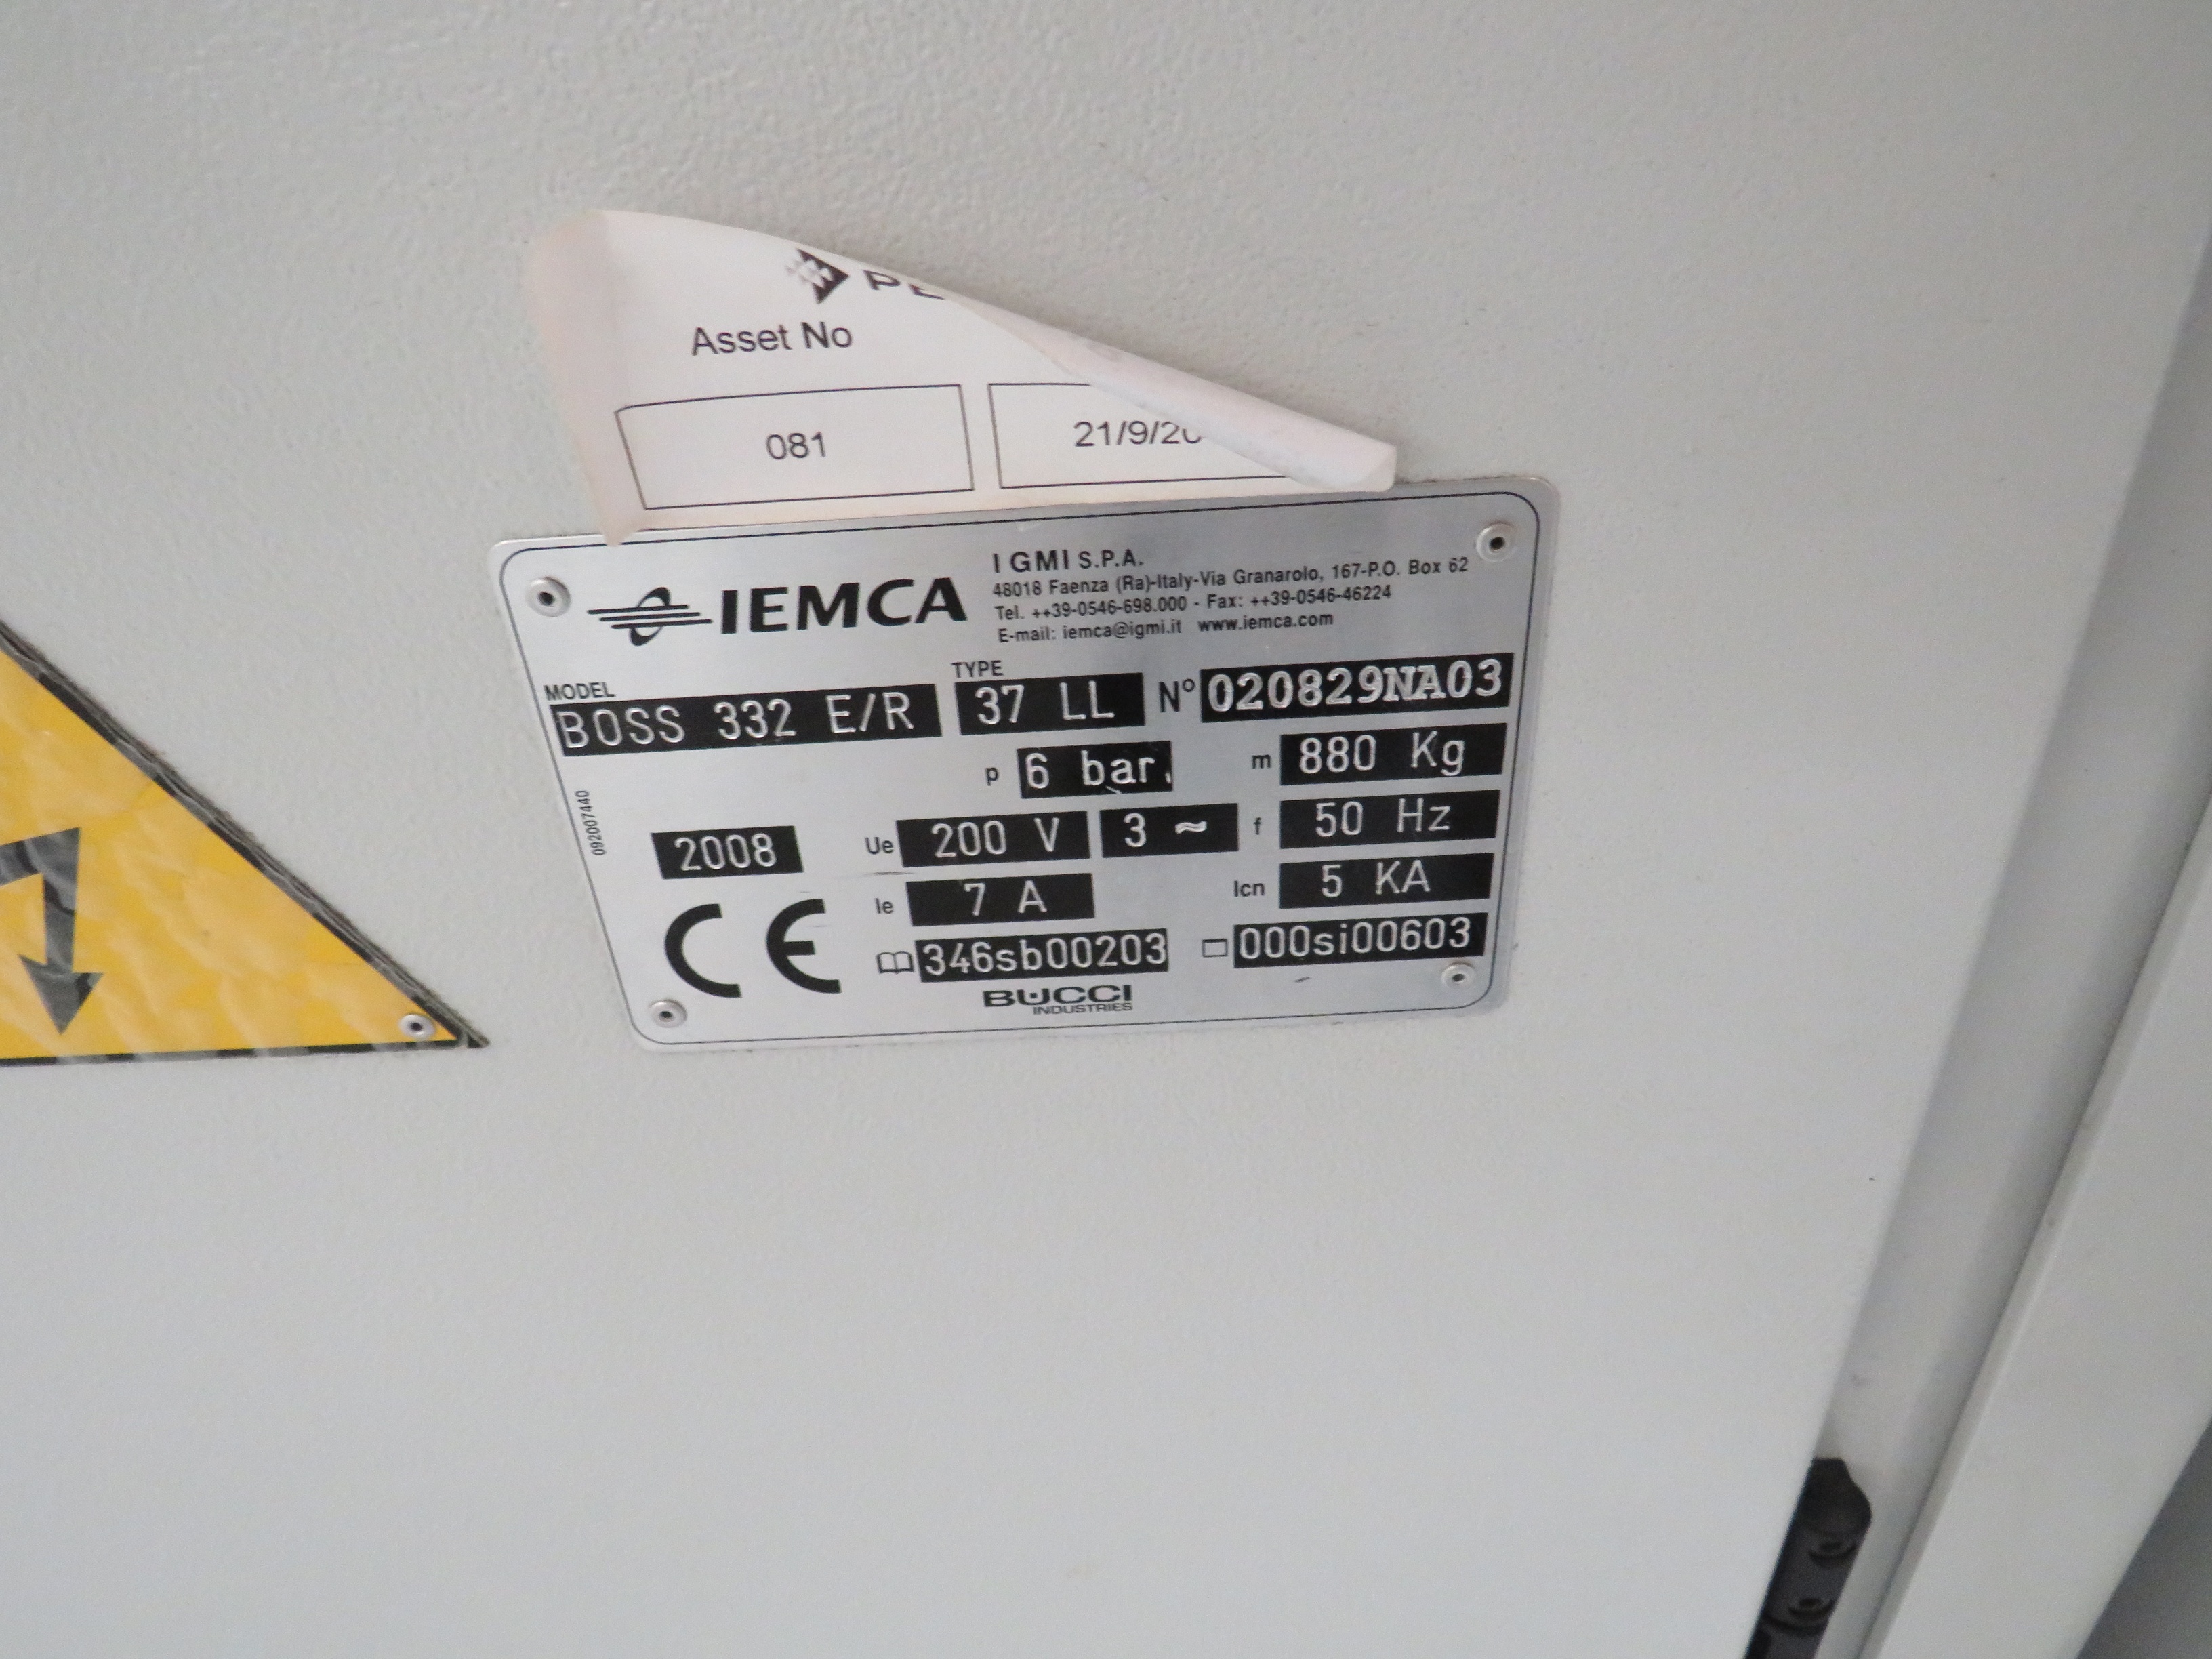 Asset No
081
21/9/20
IEMCA
I GMI S.P.A.
48018 Faenza (Ra)-Italy-Via Granarolo, 167-P.O. Box 62
Tel. ++39-0546-698.000 - Fax: ++39-0546-46224
E-mail: iemca@igmi.it www.iemca.com
MODEL TYPE
BOSS 332 E/R 37 LL N° 020829NA03
p 6 bar. m 880 Kg
092007440
2008 Ue 200 V 3 ~ f 50 Hz
Ie 7 A Icn 5 KA
CE
346sb00203 000si00603
BUCCI
INDUSTRIES